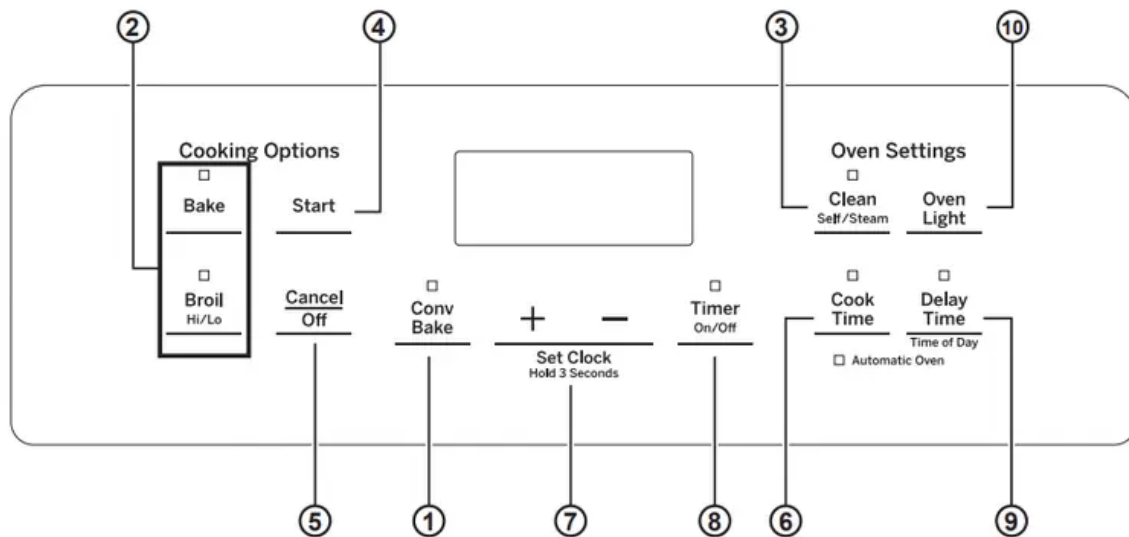 2
4
3
10
Cooking Options
Oven Settings
Bake
Start
Clean
Self/Steam
Oven
Light
Broil
Hi/Lo
Cancel
Off
Conv
Bake
+ −
Set Clock
Hold 3 Seconds
Timer
On/Off
Cook
Time
Delay
Time
Time of Day
Automatic Oven
5
1
7
8
6
9